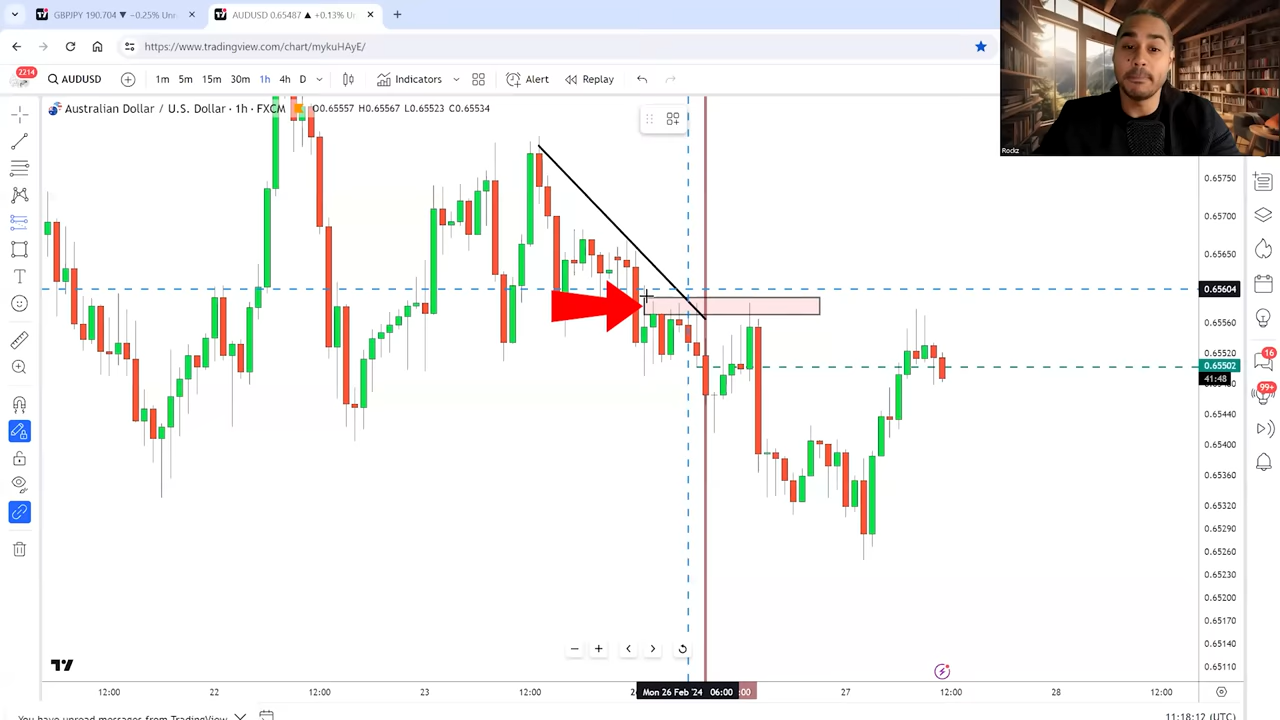 GBPJPY 190.704 ▼ −0.25% Unn
AUDUSD 0.65487 ▲ +0.13% Ur
https://www.tradingview.com/chart/mykuHAyE/
2214
AUDUSD
1m 5m 15m 30m 1h 4h D
Indicators
Alert
Replay
Australian Dollar / U.S. Dollar · 1h · FXCM
O0.65557 H0.65567 L0.65523 C0.65534
Rockz
0.65750
0.65700
0.65650
0.65604
0.65560
0.65520
0.65502
41:48
0.65440
0.65400
0.65360
0.65320
0.65290
0.65260
0.65230
0.65200
0.65170
0.65140
0.65110
16
99+
12:00
22
12:00
23
12:00
Mon 26 Feb '24 06:00
:00
27
12:00
28
12:00
You have unread messages from TradingView
11:18:12 (UTC)